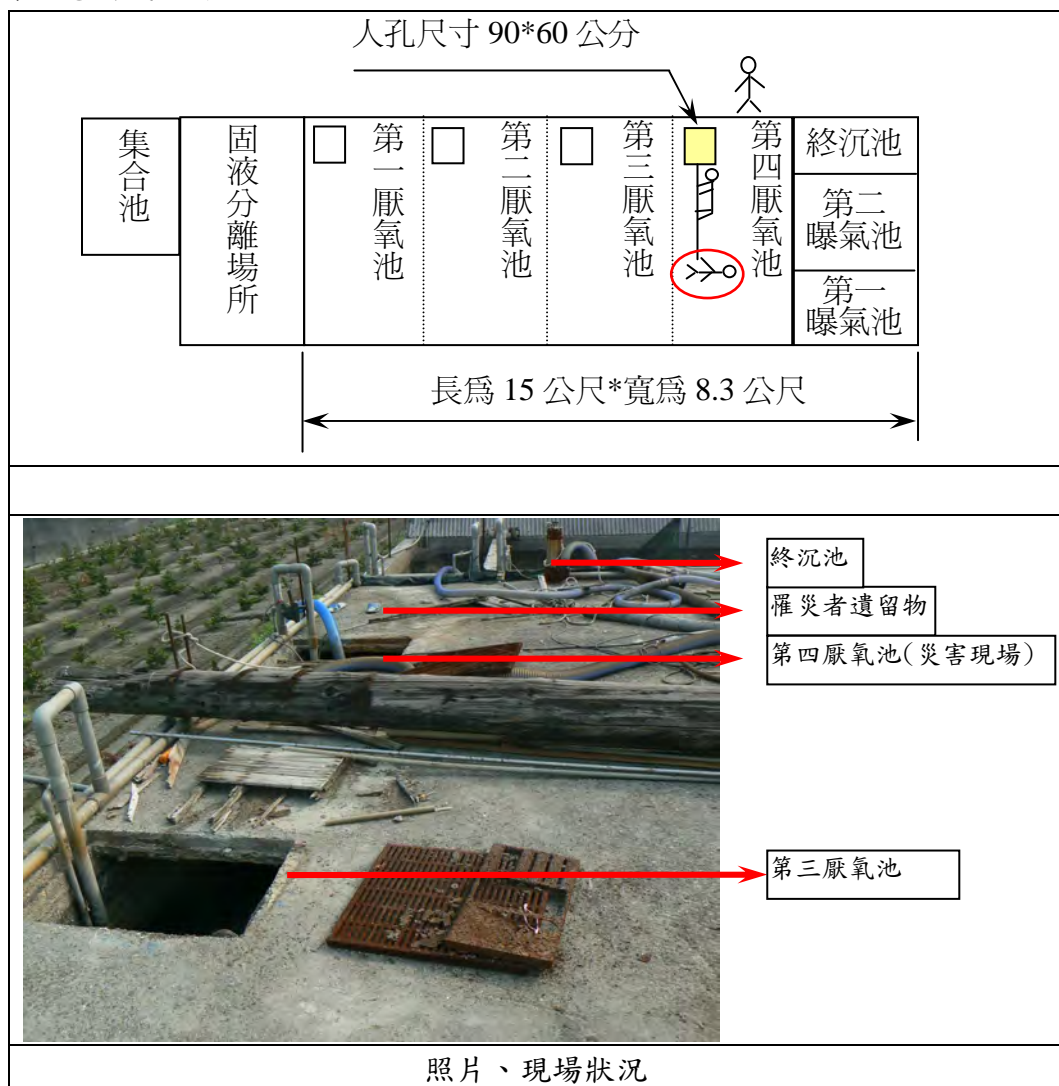 人孔尺寸 90*60 公分
集合池
固液分離場所
第一厭氧池
第二厭氧池
第三厭氧池
第四厭氧池
終沉池
第二
曝氣池
第一
曝氣池
長為 15 公尺*寬為 8.3 公尺
終沉池
罹災者遺留物
第四厭氧池(災害現場)
第三厭氧池
照片、現場狀況